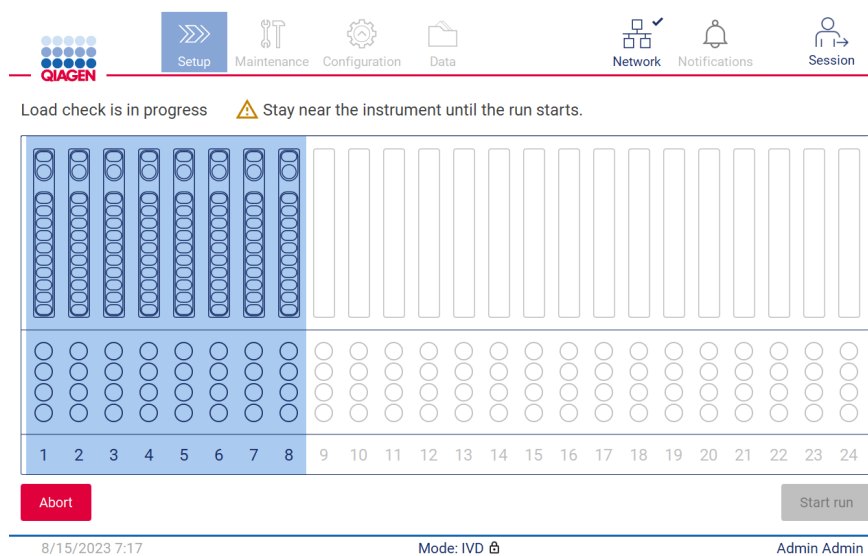 QIAGEN
Setup
Maintenance
Configuration
Data
Network
Notifications
Session
Load check is in progress
Stay near the instrument until the run starts.
1 2 3 4 5 6 7 8 9 10 11 12 13 14 15 16 17 18 19 20 21 22 23 24
Abort
Start run
8/15/2023 7:17
Mode: IVD
Admin Admin